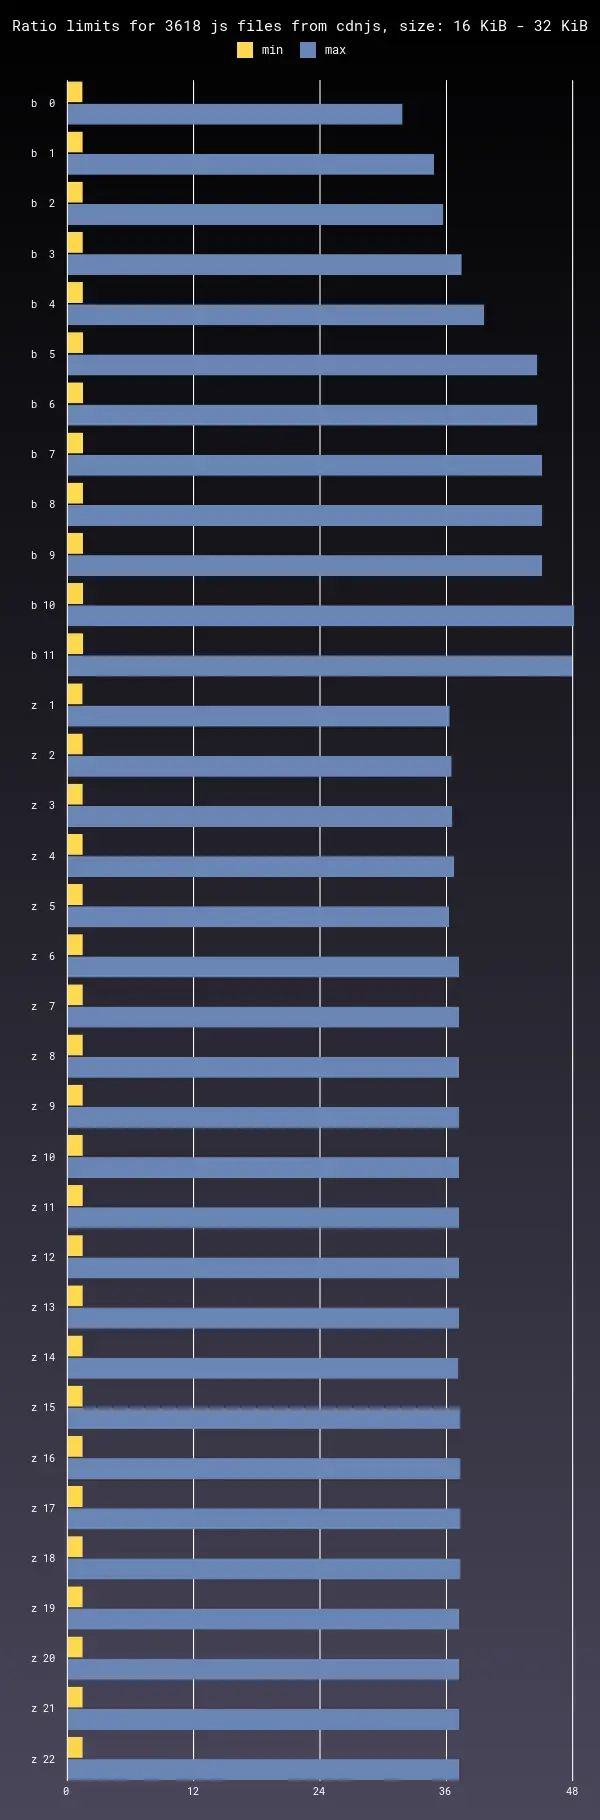 Ratio limits for 3618 js files from cdnjs, size: 16 KiB - 32 KiB
min max
b 0
b 1
b 2
b 3
b 4
b 5
b 6
b 7
b 8
b 9
b 10
b 11
z 1
z 2
z 3
z 4
z 5
z 6
z 7
z 8
z 9
z 10
z 11
z 12
z 13
z 14
z 15
z 16
z 17
z 18
z 19
z 20
z 21
z 22
0 12 24 36 48